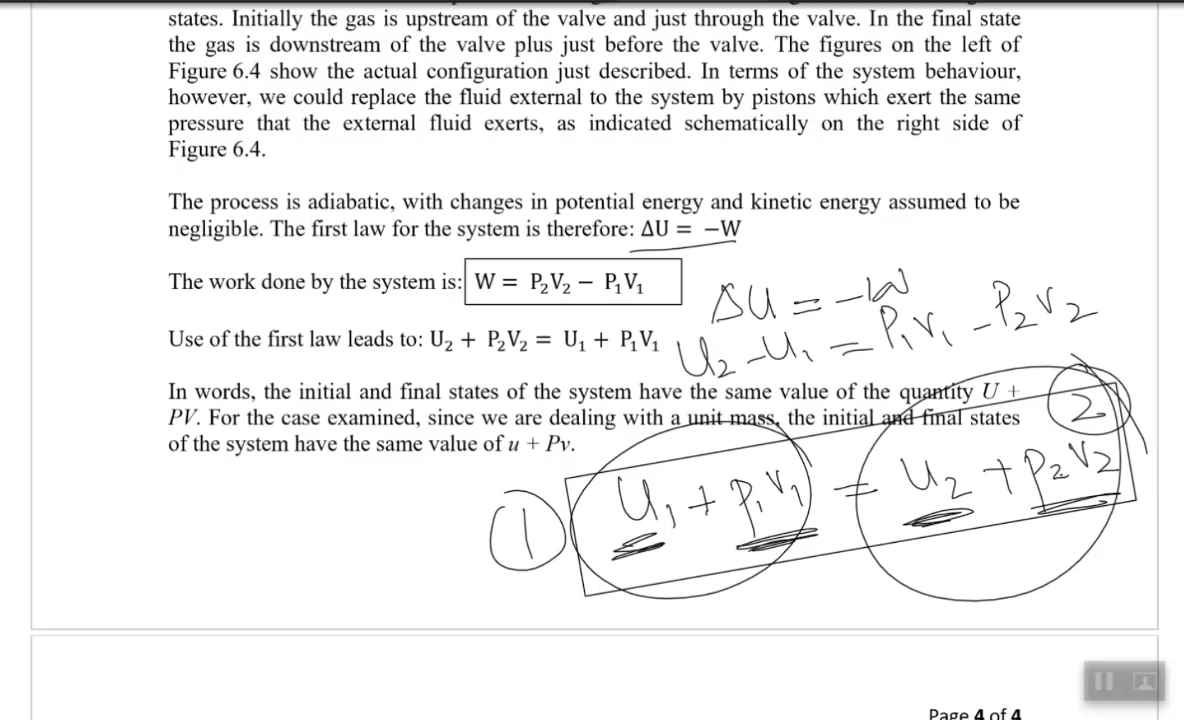 states. Initially the gas is upstream of the valve and just through the valve. In the final state
the gas is downstream of the valve plus just before the valve. The figures on the left of
Figure 6.4 show the actual configuration just described. In terms of the system behaviour,
however, we could replace the fluid external to the system by pistons which exert the same
pressure that the external fluid exerts, as indicated schematically on the right side of
Figure 6.4.
The process is adiabatic, with changes in potential energy and kinetic energy assumed to be
negligible. The first law for the system is therefore: ΔU = −W
The work done by the system is: W = P₂V₂ − P₁V₁
ΔU = -W
Use of the first law leads to: U₂ + P₂V₂ = U₁ + P₁V₁
U₂ - U₁ = P₁V₁ - P₂V₂
In words, the initial and final states of the system have the same value of the quantity U +
PV. For the case examined, since we are dealing with a unit mass, the initial and final states
of the system have the same value of u + Pv.
2
1 U₁ + P₁V₁ = U₂ + P₂V₂
Page 4 of 4